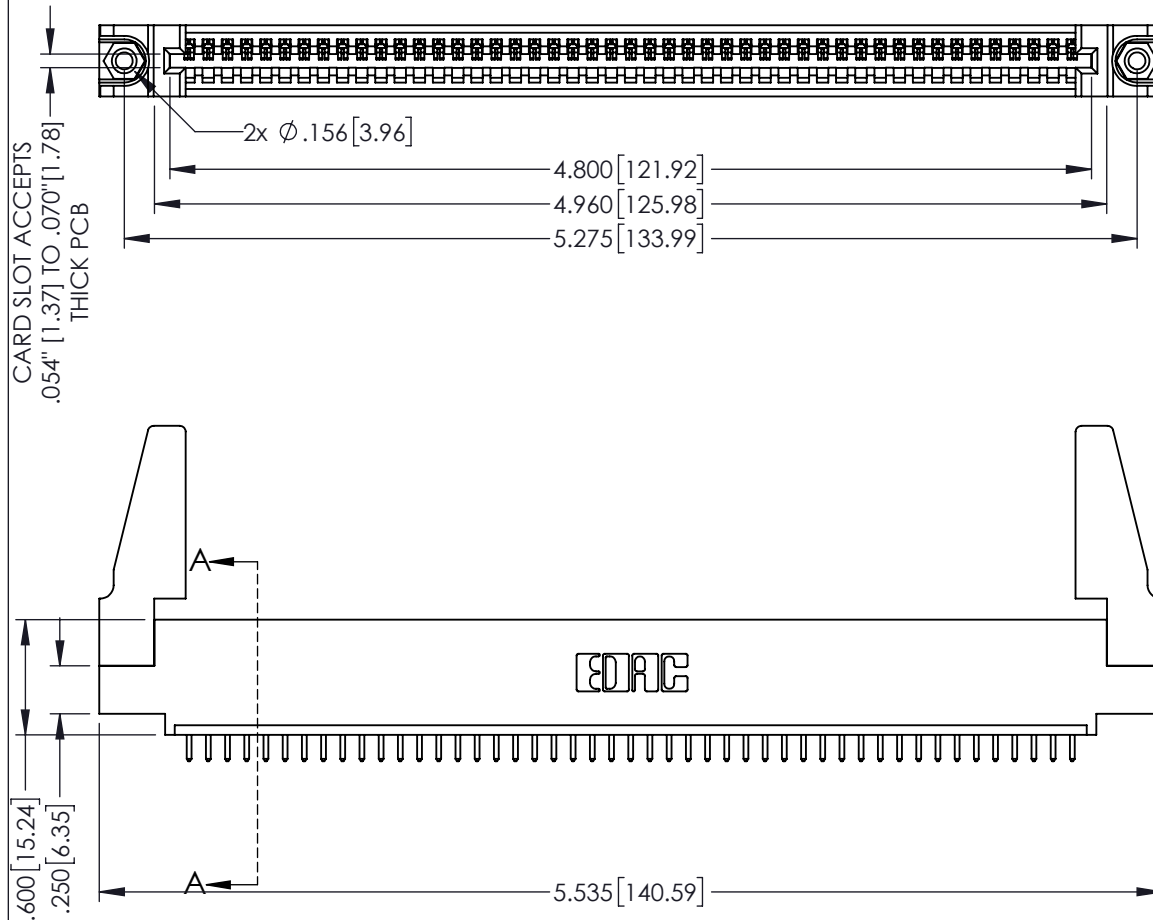 2x Ø.156[3.96]
4.800[121.92]
4.960[125.98]
5.275[133.99]
CARD SLOT ACCEPTS
.054" [1.37] TO .070"[1.78]
THICK PCB
A
EDAC
.600[15.24]
.250[6.35]
A
5.535[140.59]